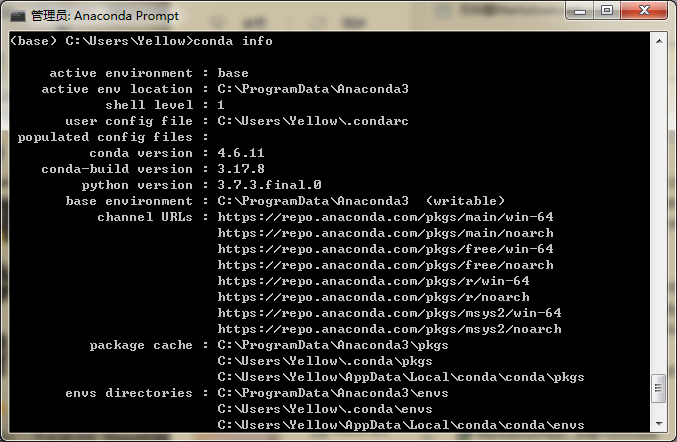 管理员: Anaconda Prompt
(base) C:\Users\Yellow>conda info
active environment : base
active env location : C:\ProgramData\Anaconda3
shell level : 1
user config file : C:\Users\Yellow\.condarc
populated config files :
conda version : 4.6.11
conda-build version : 3.17.8
python version : 3.7.3.final.0
base environment : C:\ProgramData\Anaconda3  (writable)
channel URLs : https://repo.anaconda.com/pkgs/main/win-64
https://repo.anaconda.com/pkgs/main/noarch
https://repo.anaconda.com/pkgs/free/win-64
https://repo.anaconda.com/pkgs/free/noarch
https://repo.anaconda.com/pkgs/r/win-64
https://repo.anaconda.com/pkgs/r/noarch
https://repo.anaconda.com/pkgs/msys2/win-64
https://repo.anaconda.com/pkgs/msys2/noarch
package cache : C:\ProgramData\Anaconda3\pkgs
C:\Users\Yellow\.conda\pkgs
C:\Users\Yellow\AppData\Local\conda\conda\pkgs
envs directories : C:\ProgramData\Anaconda3\envs
C:\Users\Yellow\.conda\envs
C:\Users\Yellow\AppData\Local\conda\conda\envs